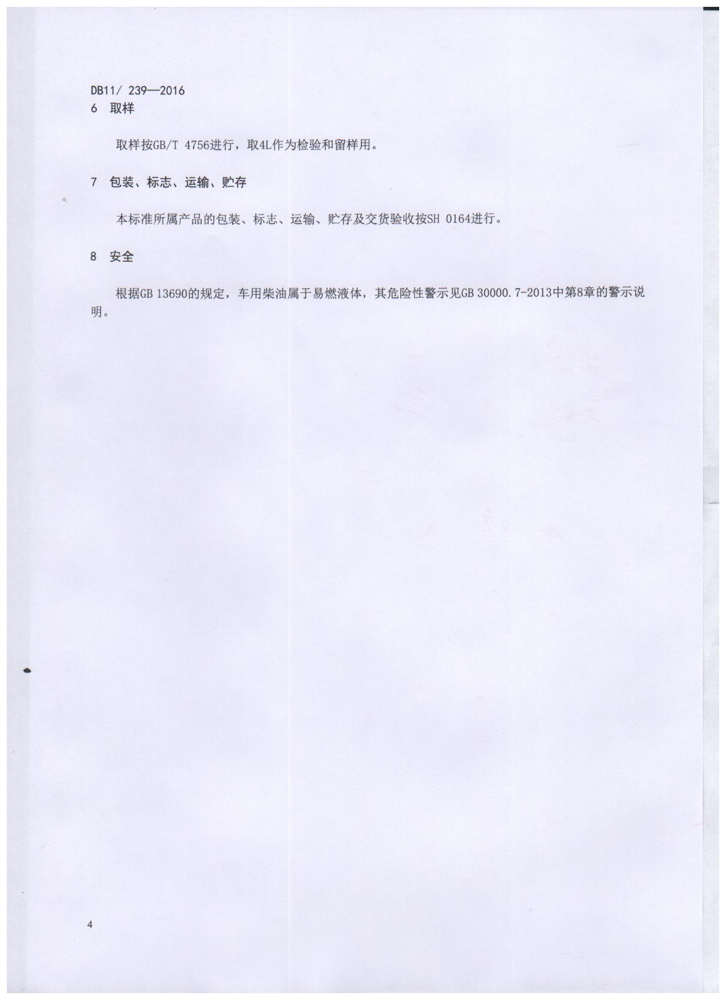 DB11/ 239—2016
6 取样
取样按GB/T 4756进行，取4L作为检验和留样用。
7 包装、标志、运输、贮存
本标准所属产品的包装、标志、运输、贮存及交货验收按SH 0164进行。
8 安全
根据GB 13690的规定，车用柴油属于易燃液体，其危险性警示见GB 30000.7-2013中第8章的警示说
明。
4